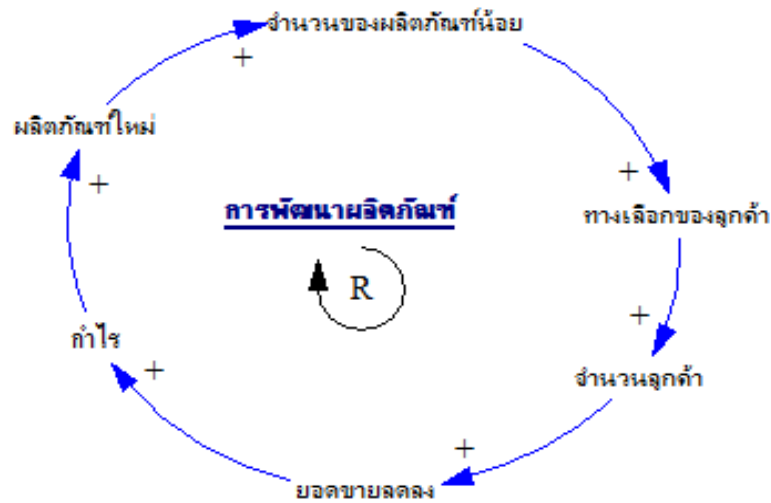 จำนวนของผลิตภัณฑ์น้อย
+
ผลิตภัณฑ์ใหม่
+
+
การพัฒนาผลิตภัณฑ์
ทางเลือกของลูกค้า
R
+
กำไร
+
จำนวนลูกค้า
+
ยอดขายลดลง